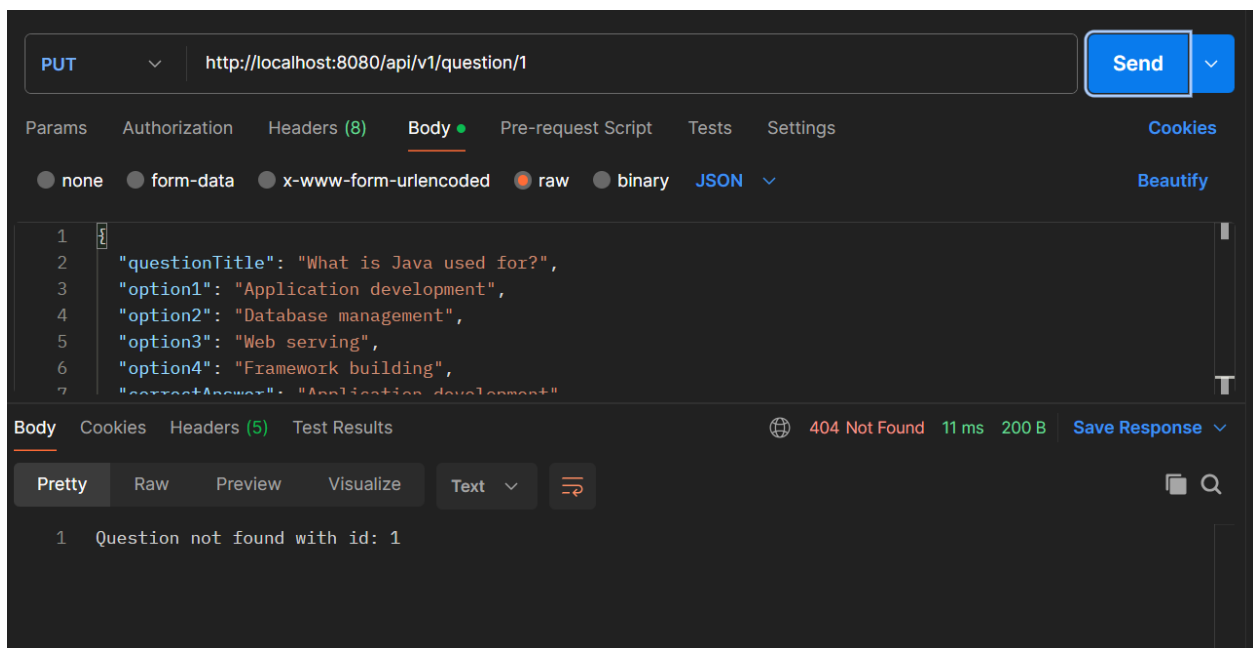 PUT http://localhost:8080/api/v1/question/1 Send
Params Authorization Headers (8) Body Pre-request Script Tests Settings Cookies
none form-data x-www-form-urlencoded raw binary JSON Beautify
1 {
2 "questionTitle": "What is Java used for?",
3 "option1": "Application development",
4 "option2": "Database management",
5 "option3": "Web serving",
6 "option4": "Framework building",
7 "correctAnswer": "Application development"
Body Cookies Headers (5) Test Results 404 Not Found 11 ms 200 B Save Response
Pretty Raw Preview Visualize Text
1 Question not found with id: 1